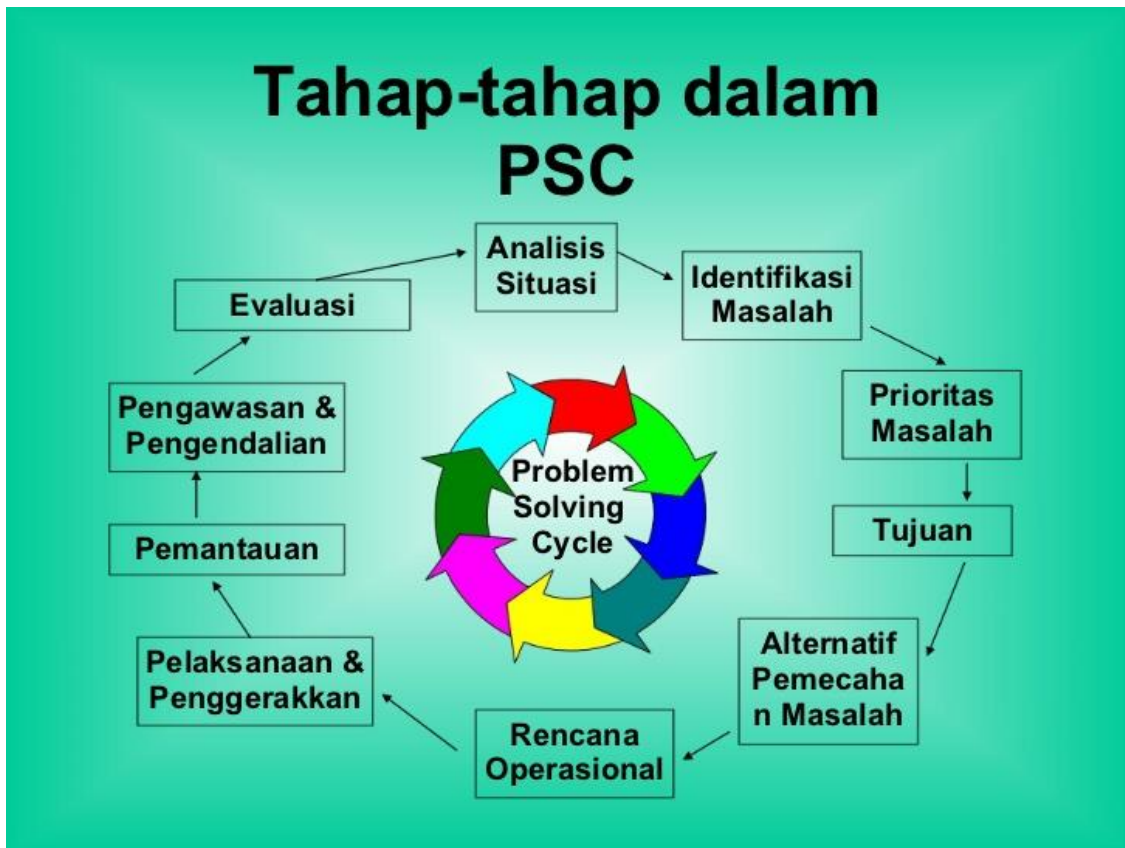 Tahap-tahap dalam
PSC
Analisis
Situasi
Identifikasi
Masalah
Prioritas
Masalah
Tujuan
Alternatif
Pemecaha
n Masalah
Rencana
Operasional
Pelaksanaan &
Penggerakkan
Pemantauan
Pengawasan &
Pengendalian
Evaluasi
Problem
Solving
Cycle